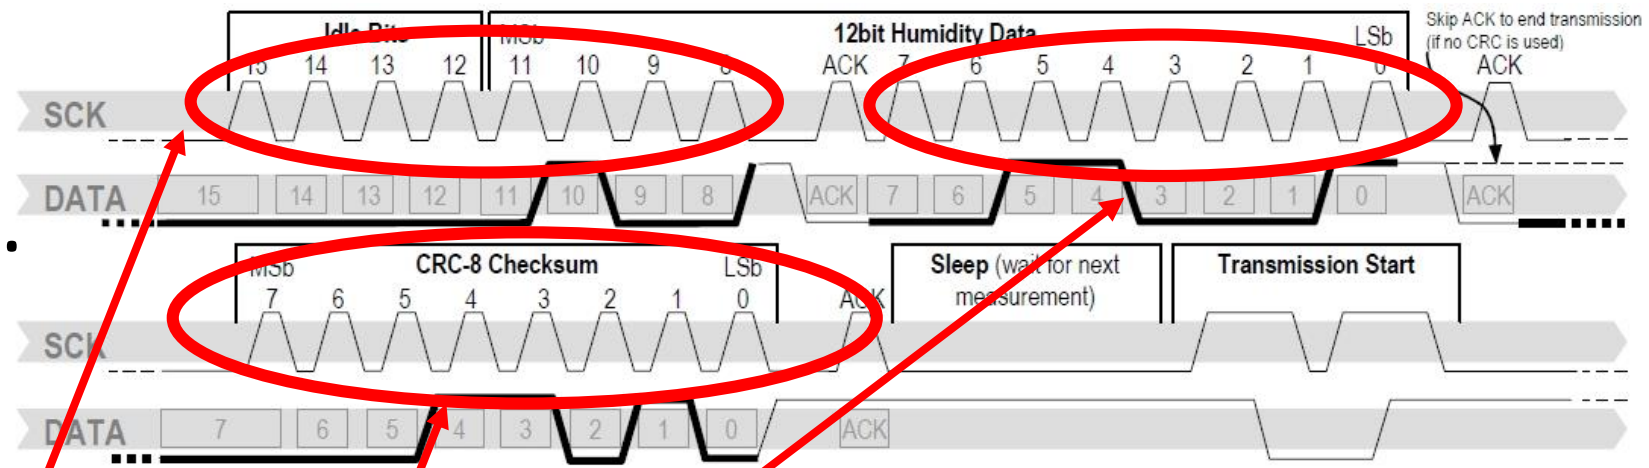 Idle Bits MSb 12bit Humidity Data LSb Skip ACK to end transmission
(if no CRC is used)
15 14 13 12 11 10 9 8 ACK 7 6 5 4 3 2 1 0 ACK
SCK
DATA 15 14 13 12 11 10 9 8 ACK 7 6 5 4 3 2 1 0 ACK
MSb CRC-8 Checksum LSb Sleep (wait for next Transmission Start
measurement)
7 6 5 4 3 2 1 0 ACK
SCK
DATA 7 6 5 4 3 2 1 0 ACK